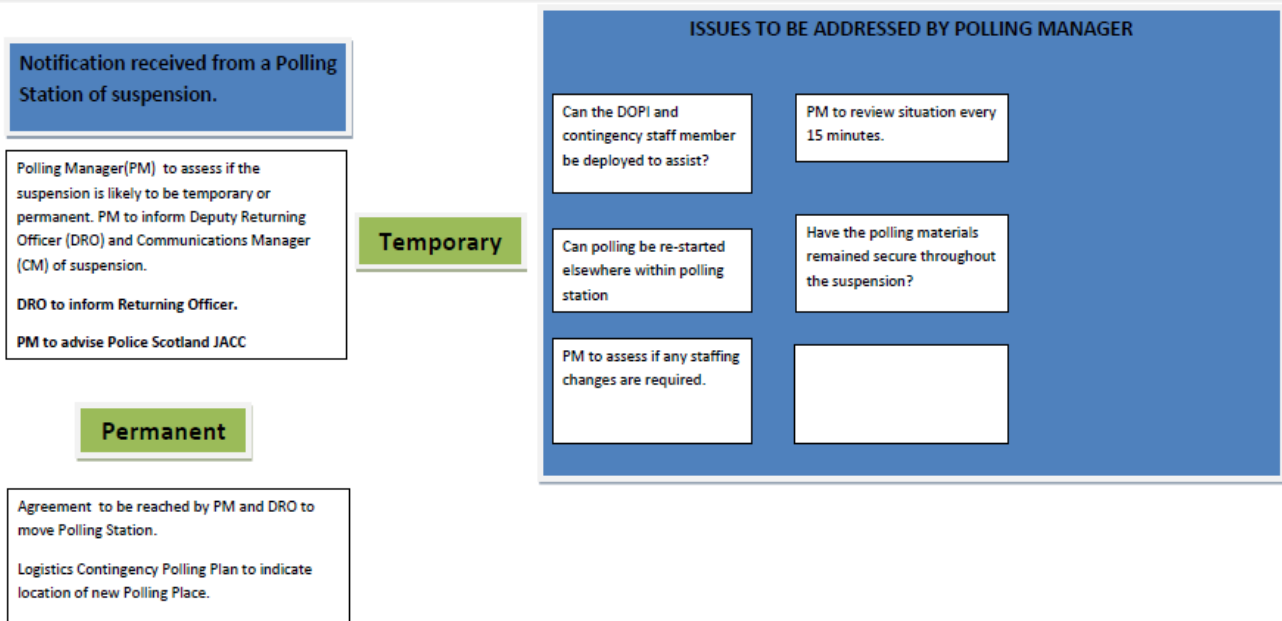 Notification received from a Polling
Station of suspension.
Polling Manager(PM) to assess if the
suspension is likely to be temporary or
permanent. PM to inform Deputy Returning
Officer (DRO) and Communications Manager
(CM) of suspension.
DRO to inform Returning Officer.
PM to advise Police Scotland JACC
Permanent
Agreement to be reached by PM and DRO to
move Polling Station.
Logistics Contingency Polling Plan to indicate
location of new Polling Place.
Temporary
ISSUES TO BE ADDRESSED BY POLLING MANAGER
Can the DOPI and
contingency staff member
be deployed to assist?
PM to review situation every
15 minutes.
Can polling be re-started
elsewhere within polling
station
Have the polling materials
remained secure throughout
the suspension?
PM to assess if any staffing
changes are required.